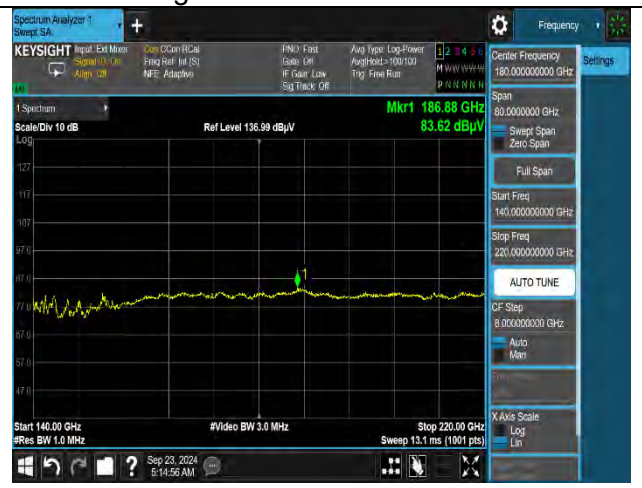 Spectrum Analyzer 1
Swept SA
+
Frequency
KEYSIGHT Input: Ext Mixer
Signal ID: On
Align: Off
Corr CCorr RCal
Freq Ref: Int (S)
NFE: Adaptive
PNO: Fast
Gate: Off
IF Gain: Low
Sig Track: Off
Avg Type: Log-Power
Avg|Hold:>100/100
Trig: Free Run
1 2 3 4 5 6
M W W W W W
P N N N N N
Settings
Center Frequency
180.000000000 GHz
Span
80.0000000 GHz
Swept Span
Zero Span
Full Span
Start Freq
140.000000000 GHz
Stop Freq
220.000000000 GHz
AUTO TUNE
CF Step
8.000000000 GHz
Auto
Man
X Axis Scale
Log
Lin
1 Spectrum
Mkr1 186.88 GHz
Scale/Div 10 dB
Ref Level 136.99 dBµV
83.62 dBµV
Log
127
117
107
97.0
87.0
77.0
67.0
57.0
47.0
1
Start 140.00 GHz
#Video BW 3.0 MHz
Stop 220.00 GHz
#Res BW 1.0 MHz
Sweep 13.1 ms (1001 pts)
?
Sep 23, 2024
5:14:56 AM